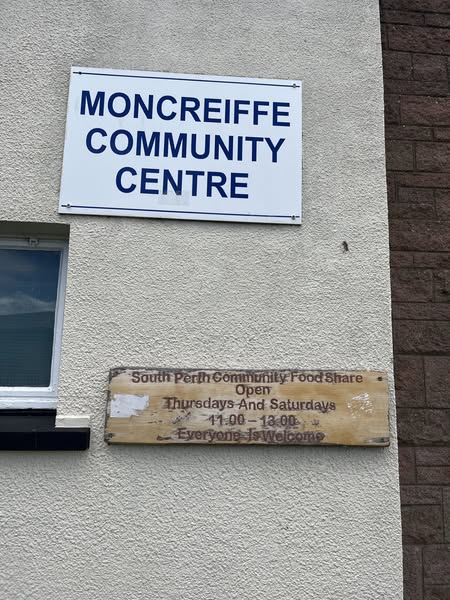 MONCREIFFE
COMMUNITY
CENTRE
South Perth Community Food Share
Open
Thursdays And Saturdays
11.00 – 13.00
Everyone Is Welcome